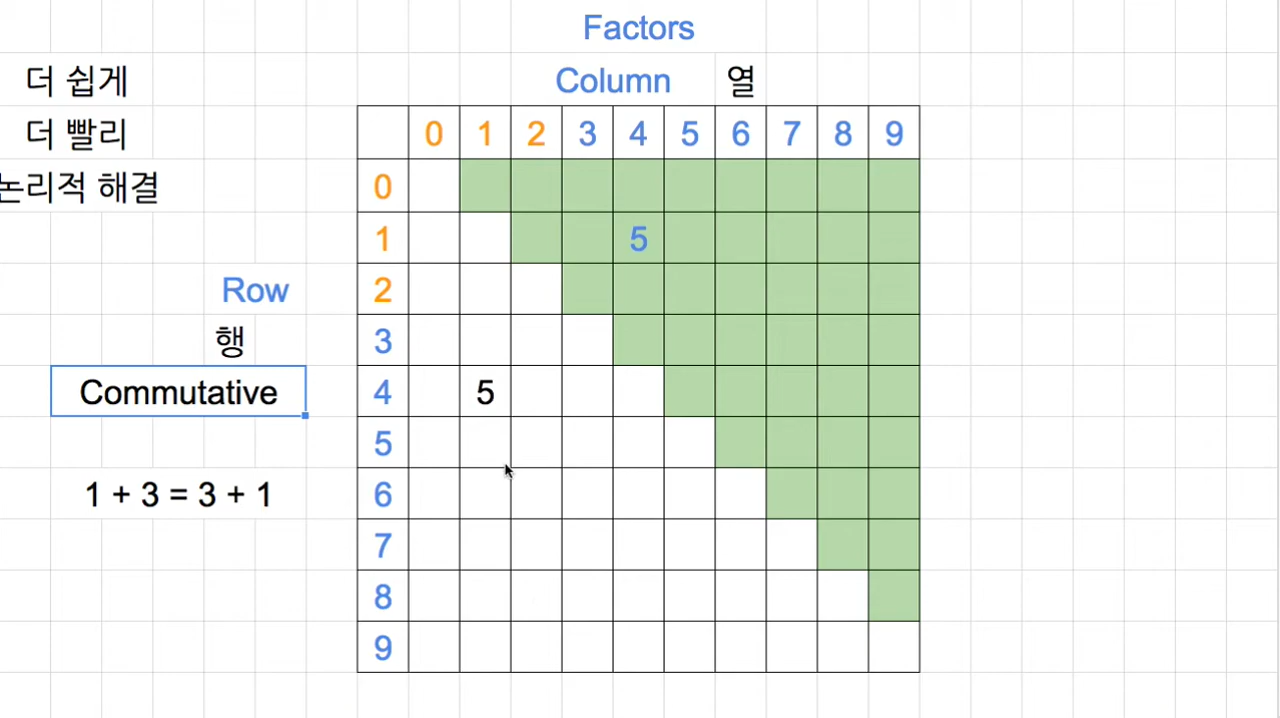 Factors
더 쉽게
Column 열
더 빨리
0 1 2 3 4 5 6 7 8 9
논리적 해결
0
1 5
Row
2
행
3
Commutative
4 5
5
1 + 3 = 3 + 1
6
7
8
9